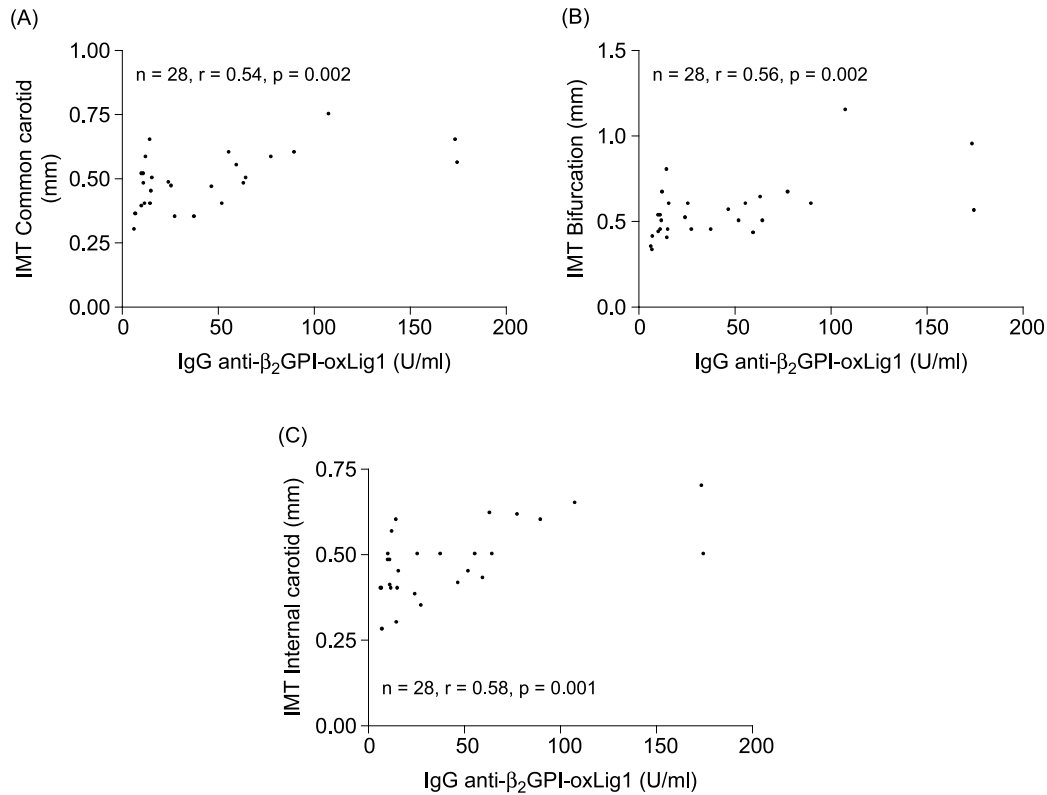 (A)
IMT Common carotid
(mm)
1.00
0.75
0.50
0.25
0.00
n = 28, r = 0.54, p = 0.002
0 50 100 150 200
IgG anti-β₂GPI-oxLig1 (U/ml)
(B)
IMT Bifurcation (mm)
1.5
1.0
0.5
0.0
n = 28, r = 0.56, p = 0.002
0 50 100 150 200
IgG anti-β₂GPI-oxLig1 (U/ml)
(C)
IMT Internal carotid (mm)
0.75
0.50
0.25
0.00
n = 28, r = 0.58, p = 0.001
0 50 100 150 200
IgG anti-β₂GPI-oxLig1 (U/ml)